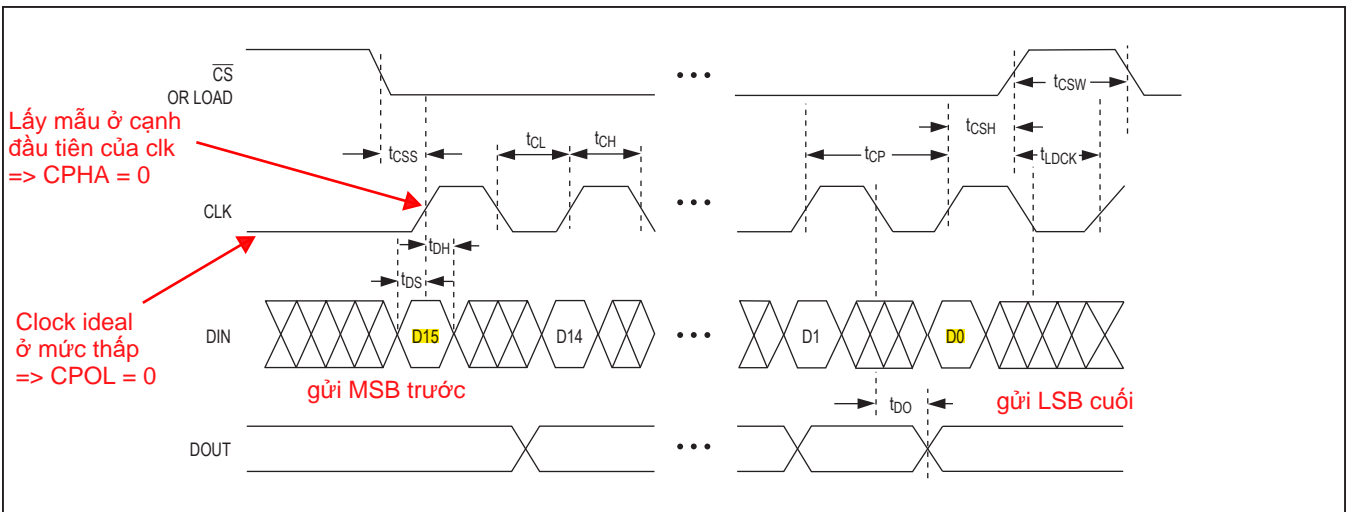 CS
OR LOAD
tCSW
Lấy mẫu ở cạnh
đầu tiên của clk
=> CPHA = 0
tCSS
tCL
tCH
tCP
tCSH
tLDCK
CLK
tDH
tDS
Clock ideal
ở mức thấp
=> CPOL = 0
DIN
D15
D14
D1
D0
gửi MSB trước
gửi LSB cuối
tDO
DOUT